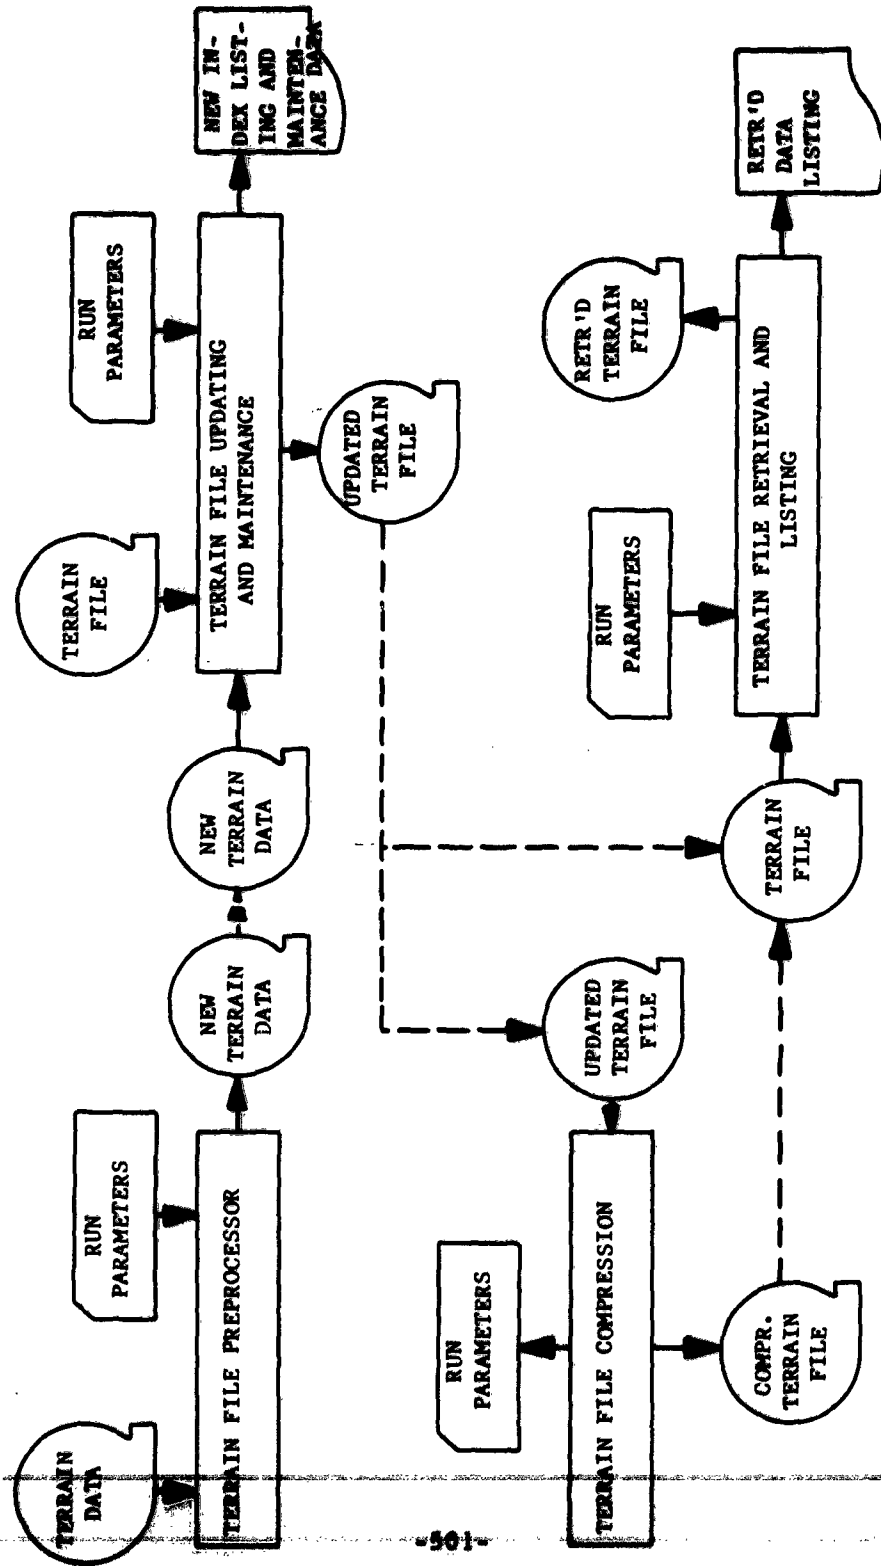 TERRAIN
DATA
RUN
PARAMETERS
TERRAIN FILE PREPROCESSOR
NEW
TERRAIN
DATA
NEW
TERRAIN
DATA
TERRAIN
FILE
RUN
PARAMETERS
TERRAIN FILE UPDATING
AND MAINTENANCE
NEW IN-
DEX LIST-
ING AND
MAINTEN-
ANCE DATA
UPDATED
TERRAIN
FILE
RUN
PARAMETERS
TERRAIN FILE COMPRESSION
UPDATED
TERRAIN
FILE
COMPR.
TERRAIN
FILE
TERRAIN
FILE
RUN
PARAMETERS
TERRAIN FILE RETRIEVAL AND
LISTING
RETR'D
TERRAIN
FILE
RETR'D
DATA
LISTING
-301-